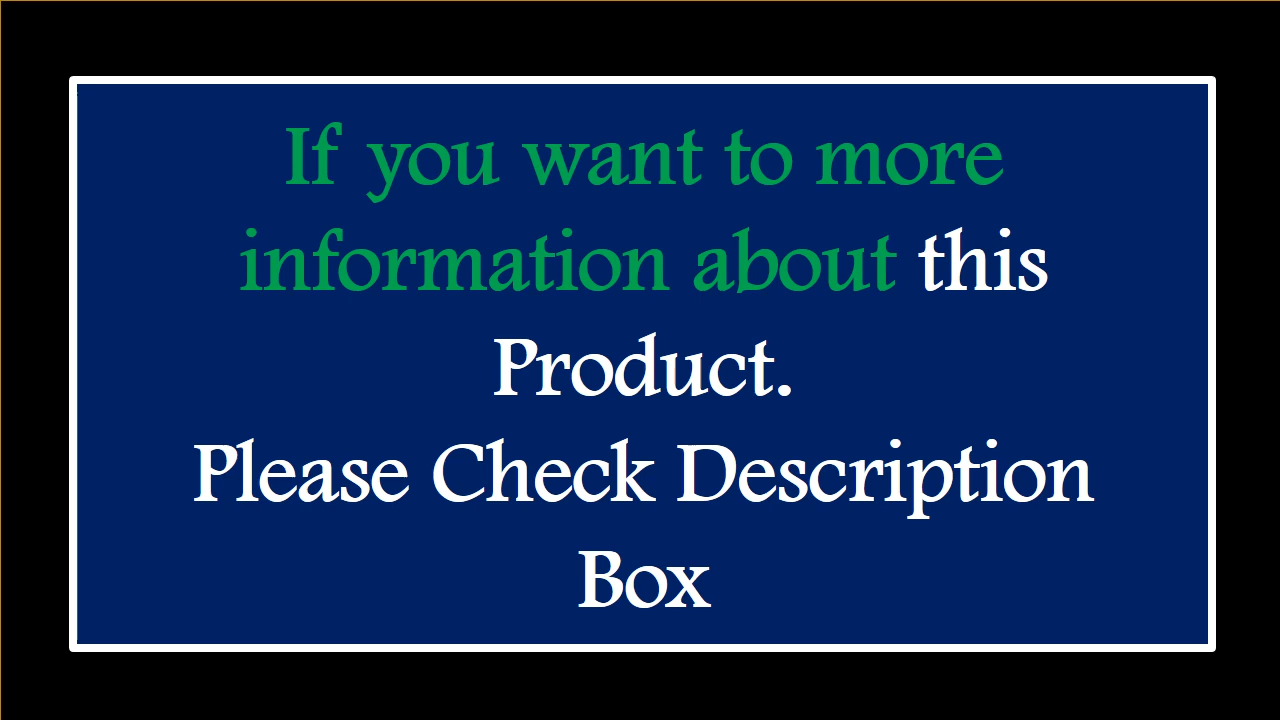 If you want to more
information about this
Product.
Please Check Description
Box